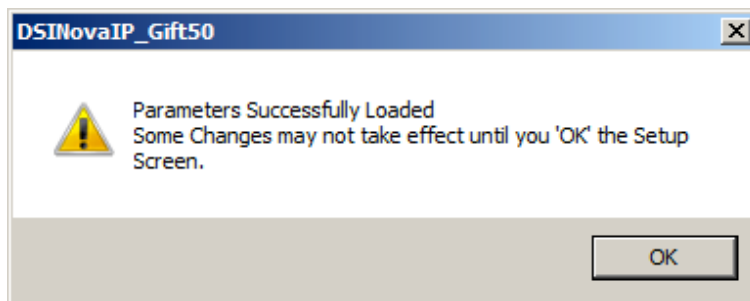 DSINovaIP_Gift50
Parameters Successfully Loaded
Some Changes may not take effect until you 'OK' the Setup
Screen.
OK